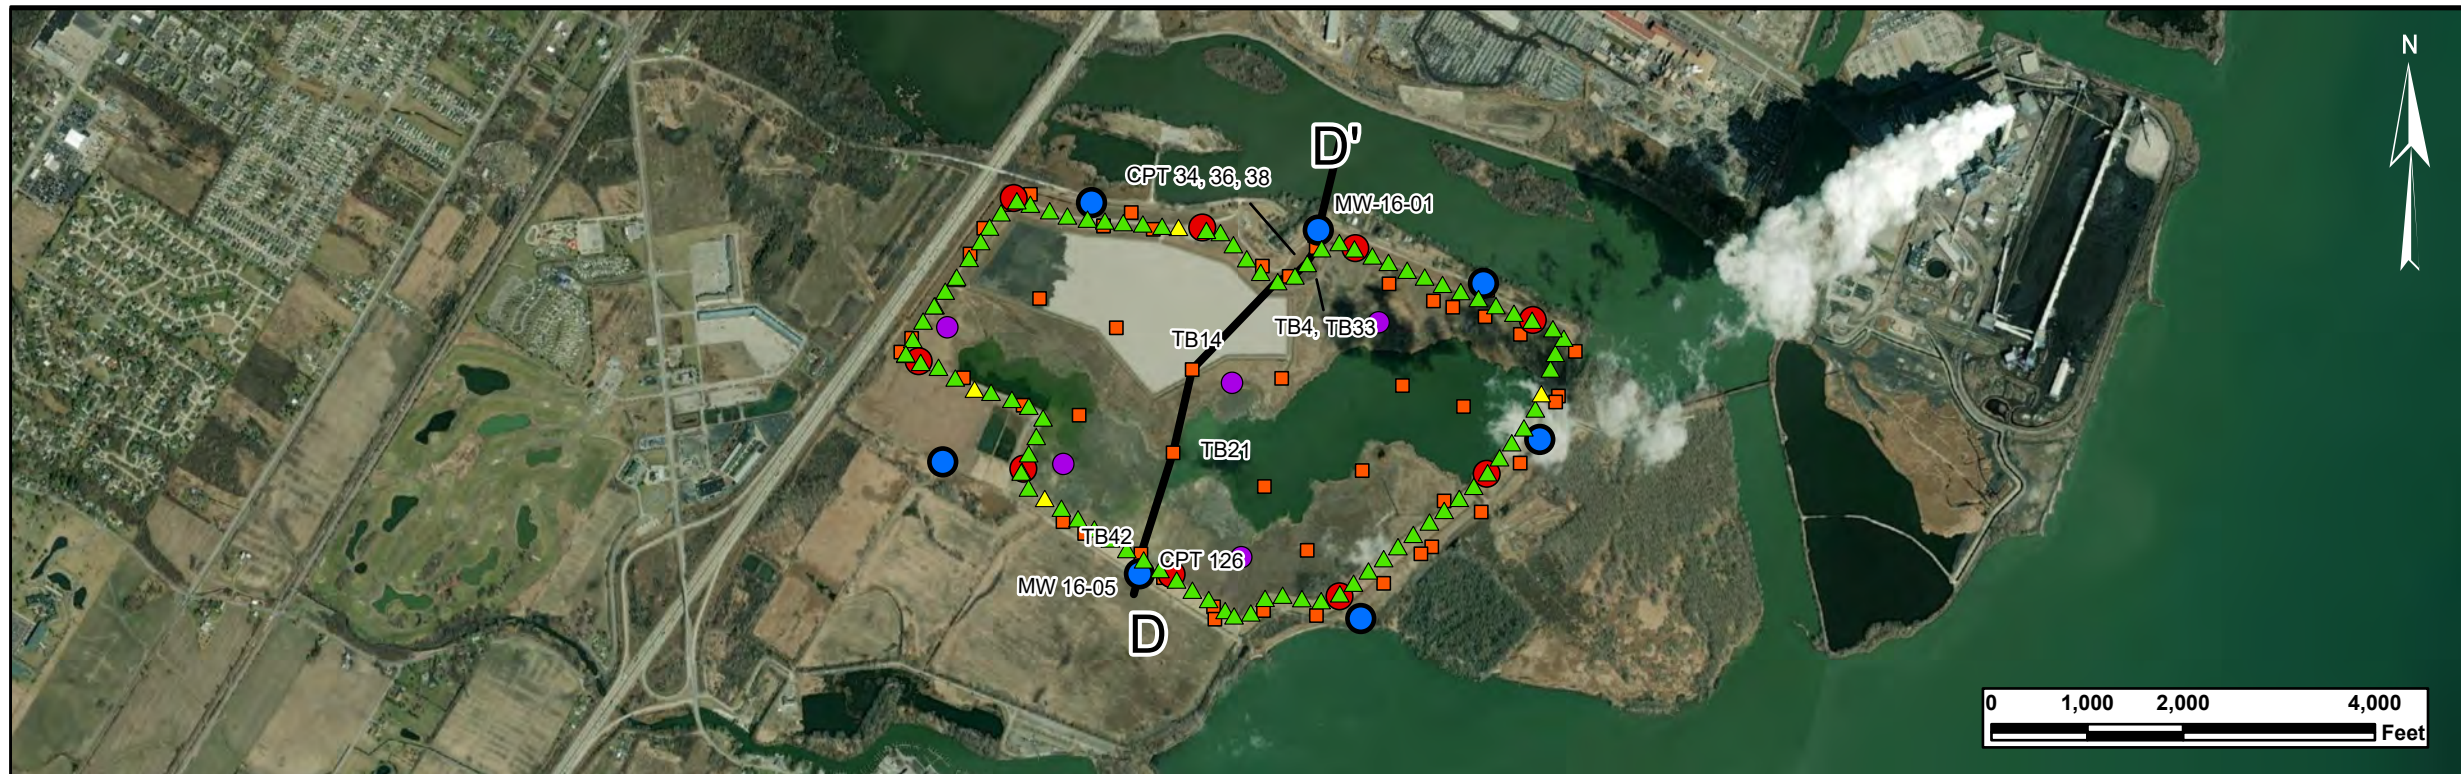 N
D'
CPT 34, 36, 38
MW-16-01
TB4, TB33
TB14
TB21
TB42
CPT 126
MW 16-05
D
0 1,000 2,000 4,000
Feet